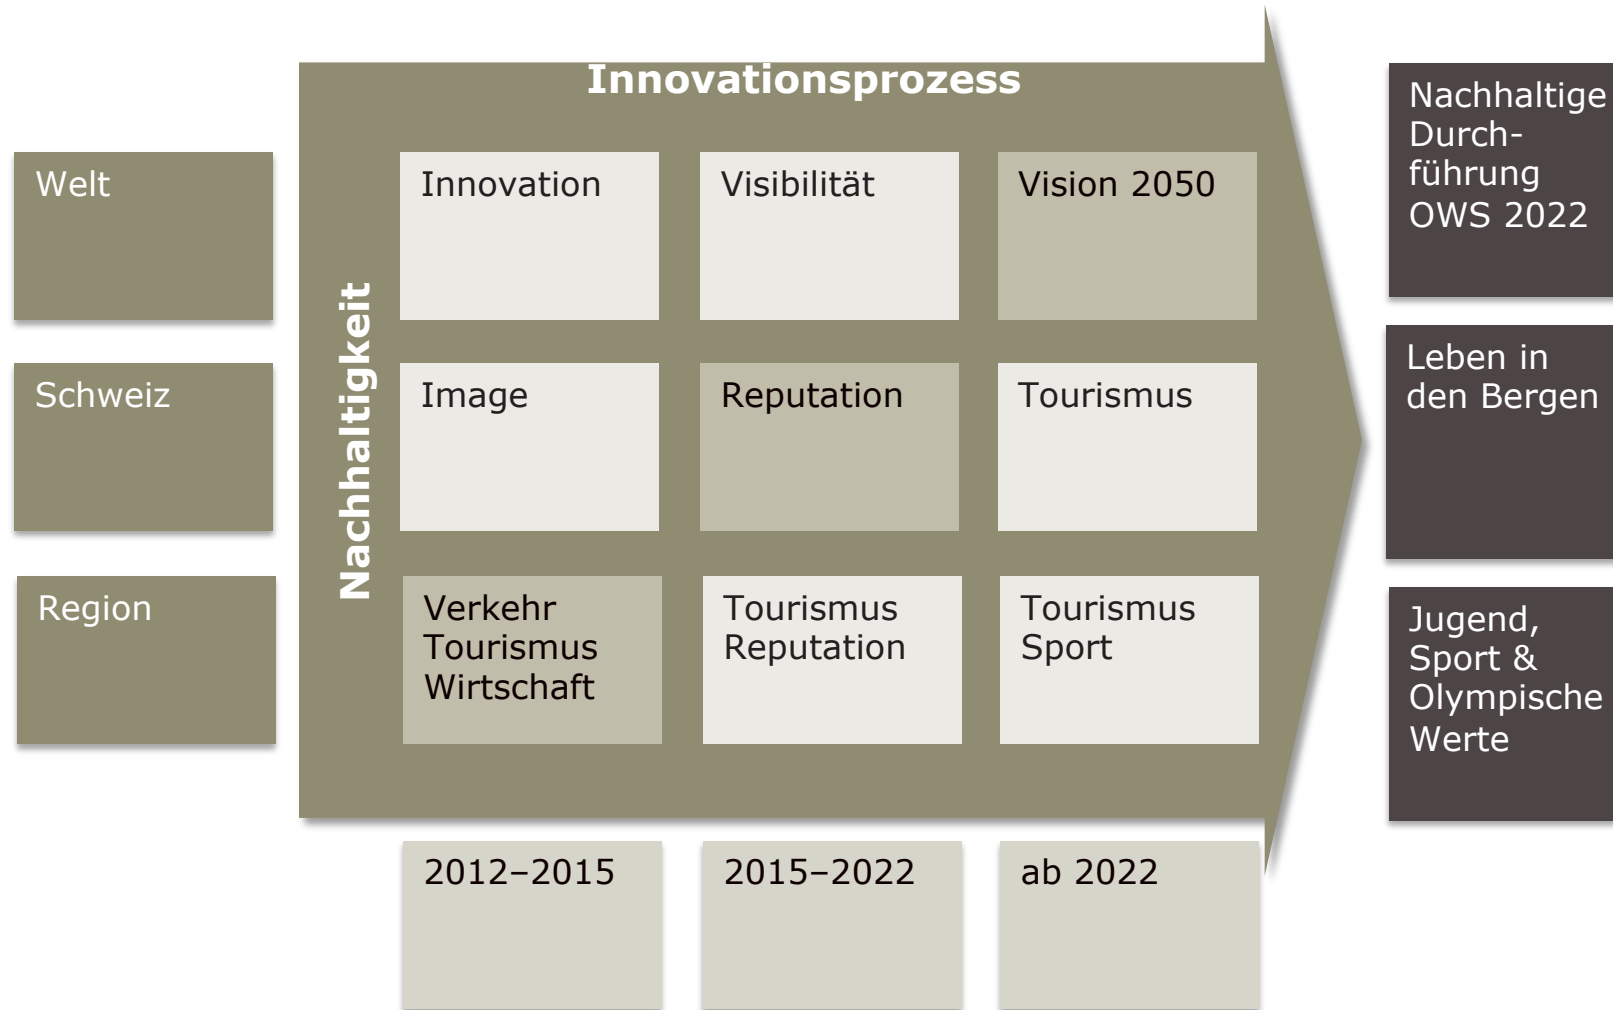 Innovationsprozess
Nachhaltigkeit
Welt
Innovation
Visibilität
Vision 2050
Schweiz
Image
Reputation
Tourismus
Region
Verkehr
Tourismus
Wirtschaft
Tourismus
Reputation
Tourismus
Sport
2012–2015
2015–2022
ab 2022
Nachhaltige
Durch-
führung
OWS 2022
Leben in
den Bergen
Jugend,
Sport &
Olympische
Werte